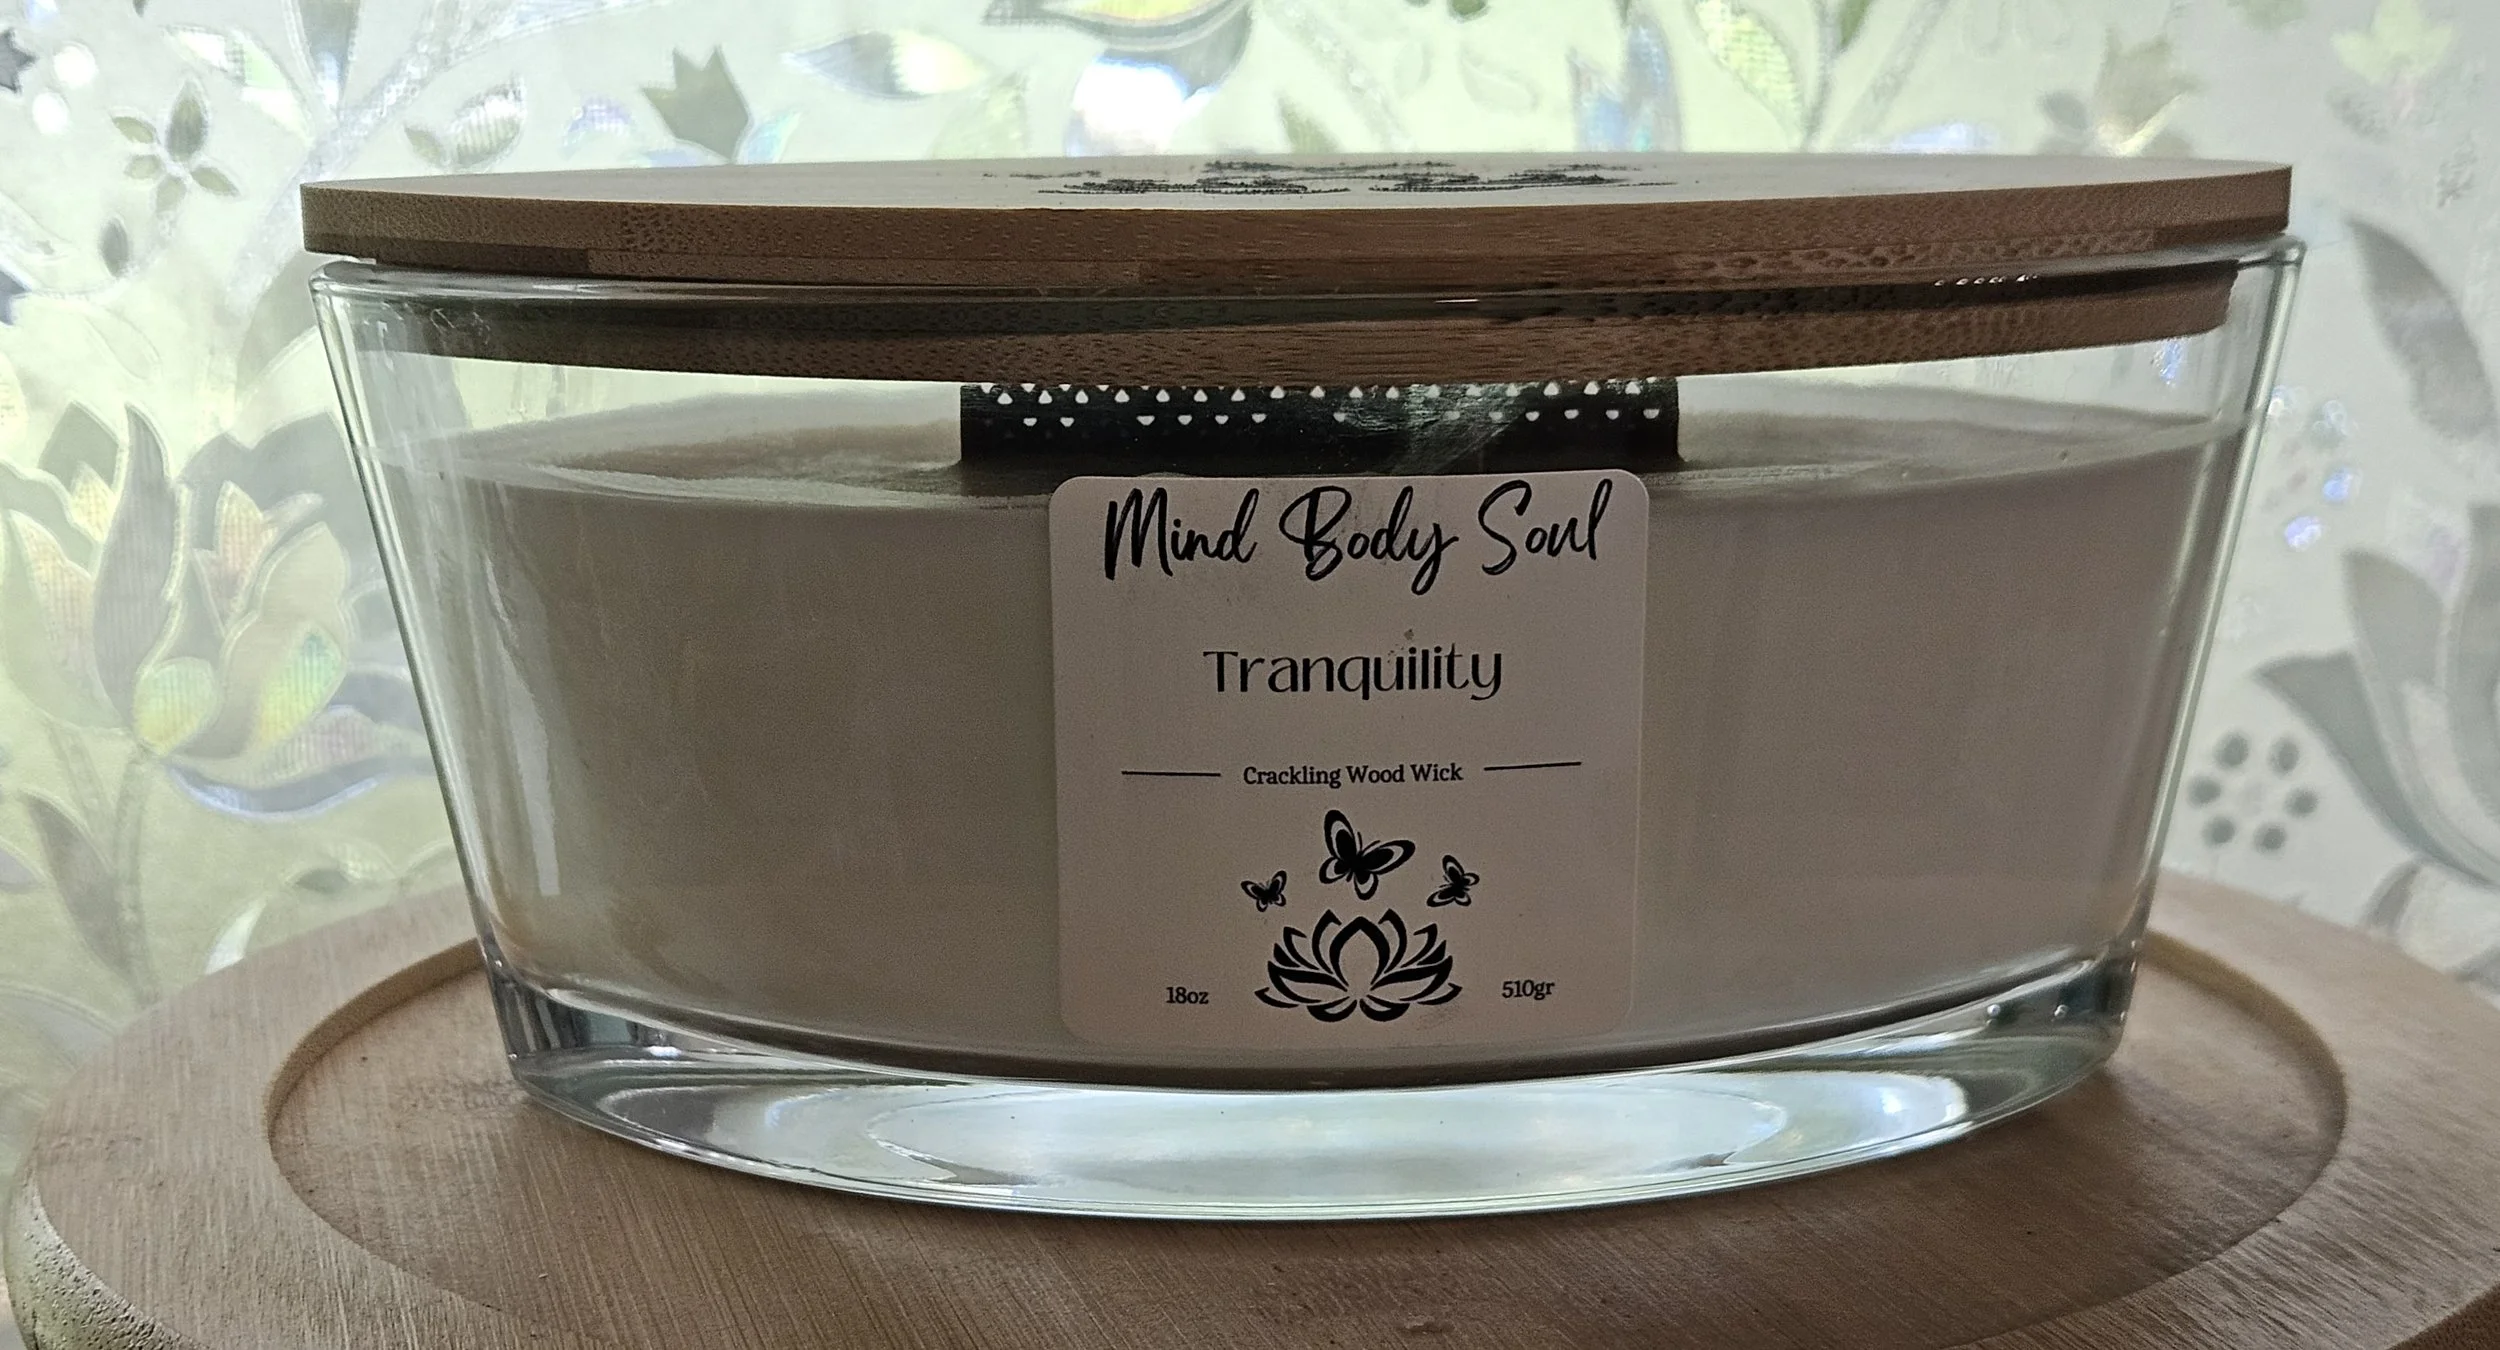 Mind Body Soul
Tranquility
Crackling Wood Wick
18oz 510gr